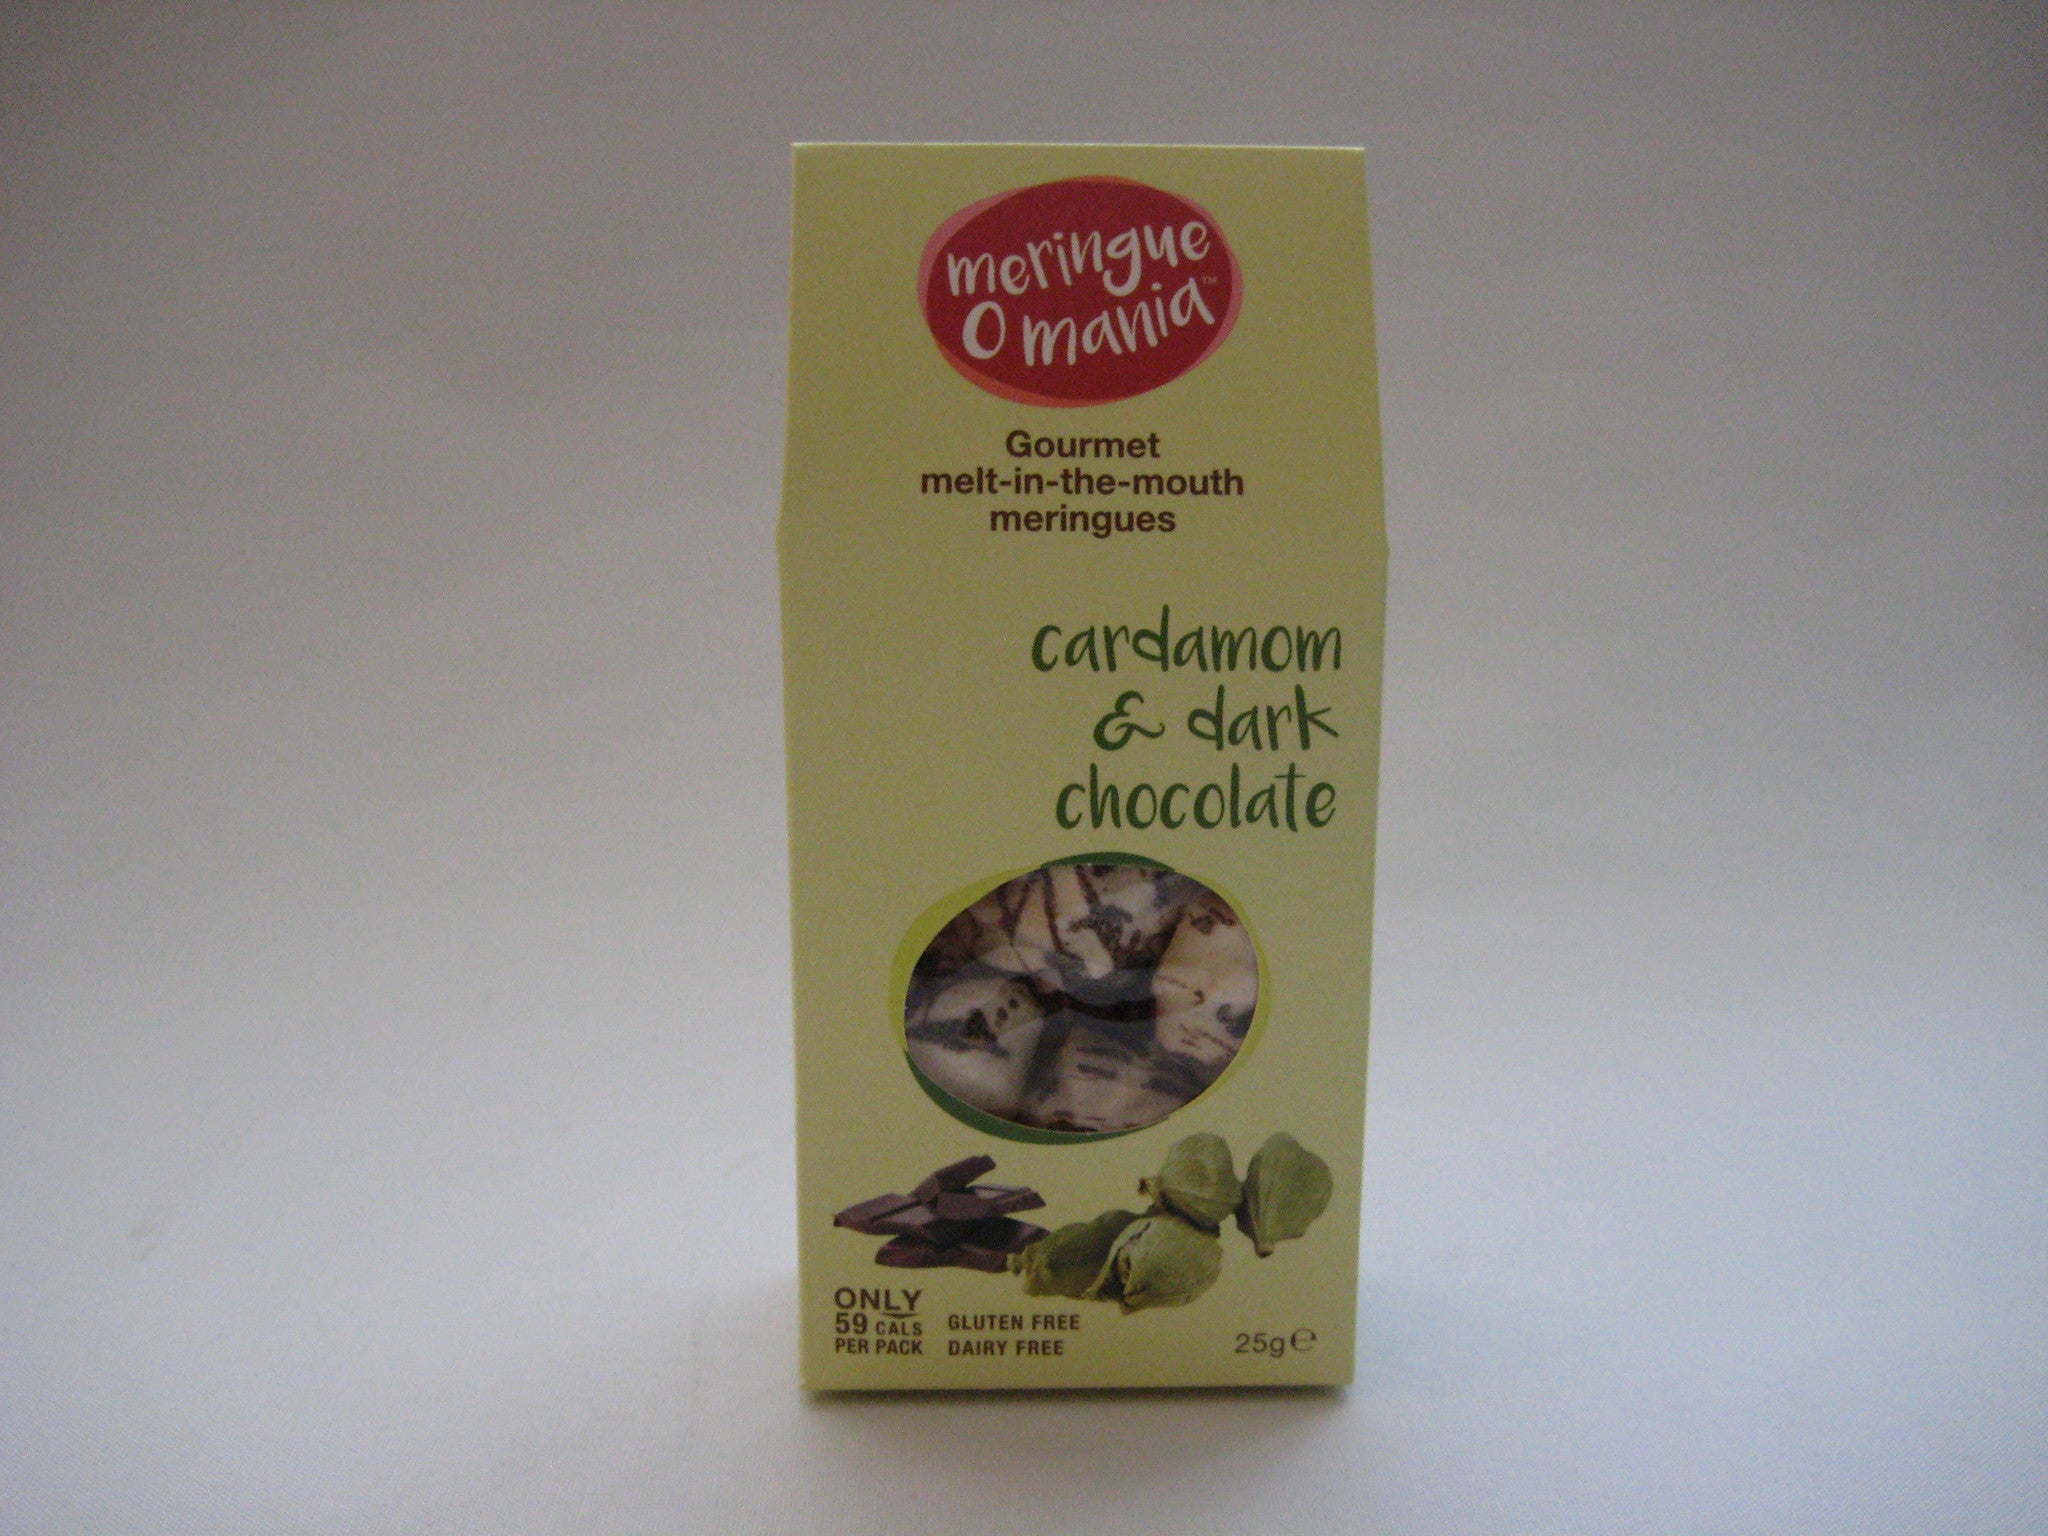 meringue
O mania™
Gourmet
melt-in-the-mouth
meringues
cardamom
& dark
chocolate
ONLY
59 CALS
PER PACK
GLUTEN FREE
DAIRY FREE
25g℮